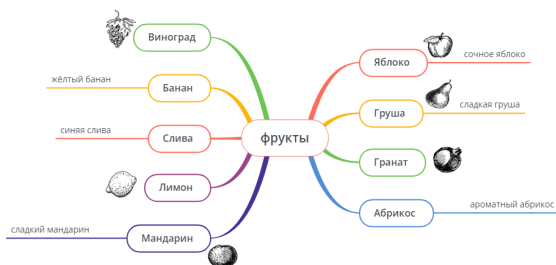 Виноград
жёлтый банан
Банан
синяя слива
Слива
Лимон
сладкий мандарин
Мандарин
фрукты
Яблоко
сочное яблоко
Груша
сладкая груша
Гранат
Абрикос
ароматный абрикос